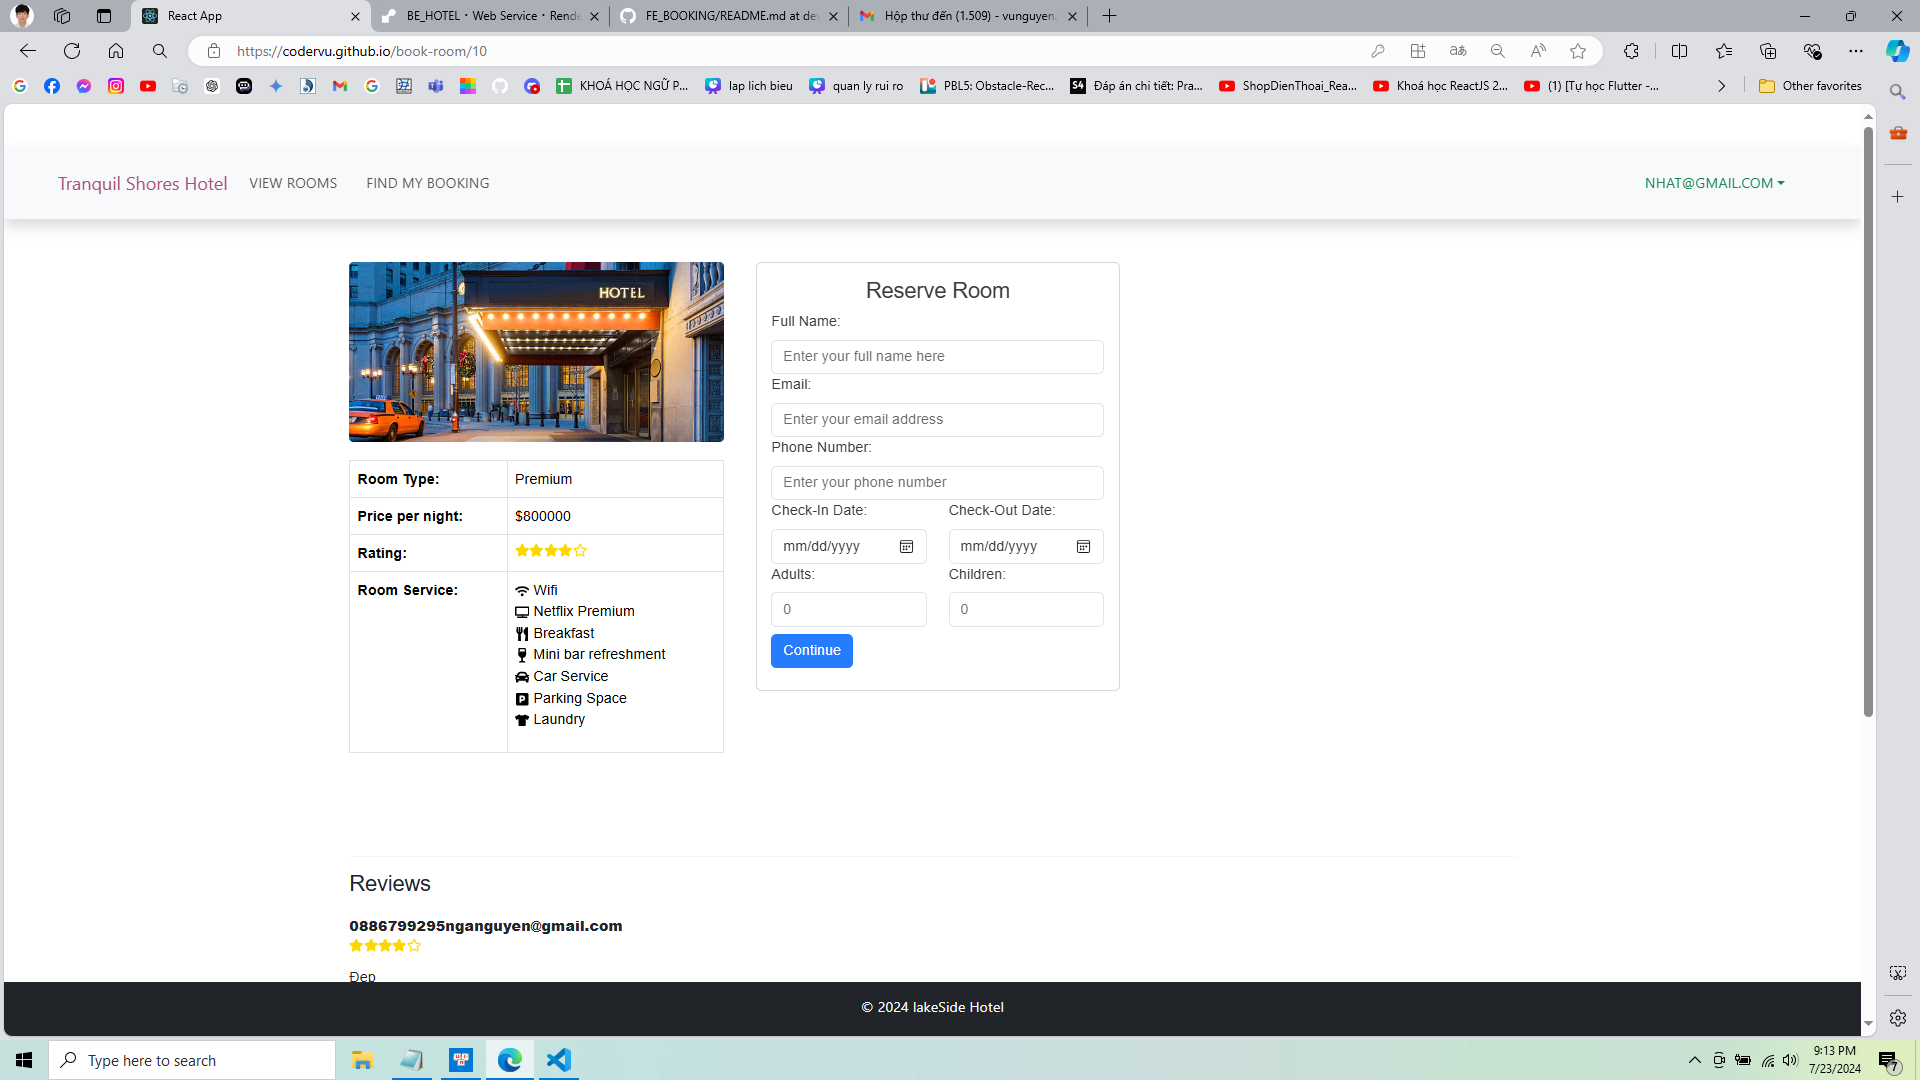 React App
BE_HOTEL · Web Service · Rende
FE_BOOKING/README.md at de
Hộp thư đến (1.509) - vunguyen.
https://codervu.github.io/book-room/10
KHOÁ HỌC NGỮ P...
lap lich bieu
quan ly rui ro
PBL5: Obstacle-Rec...
Đáp án chi tiết: Pra...
ShopDienThoai_Rea...
Khoá học ReactJS 2...
(1) [Tự học Flutter -...
Other favorites
Tranquil Shores Hotel
VIEW ROOMS
FIND MY BOOKING
NHAT@GMAIL.COM
HOTEL
Room Type: Premium
Price per night: $800000
Rating:
Room Service:
Wifi
Netflix Premium
Breakfast
Mini bar refreshment
Car Service
Parking Space
Laundry
Reserve Room
Full Name:
Enter your full name here
Email:
Enter your email address
Phone Number:
Enter your phone number
Check-In Date: Check-Out Date:
mm/dd/yyyy mm/dd/yyyy
Adults: Children:
0 0
Continue
Reviews
0886799295nganguyen@gmail.com
Đẹp
© 2024 lakeSide Hotel
Type here to search
9:13 PM
7/23/2024
7